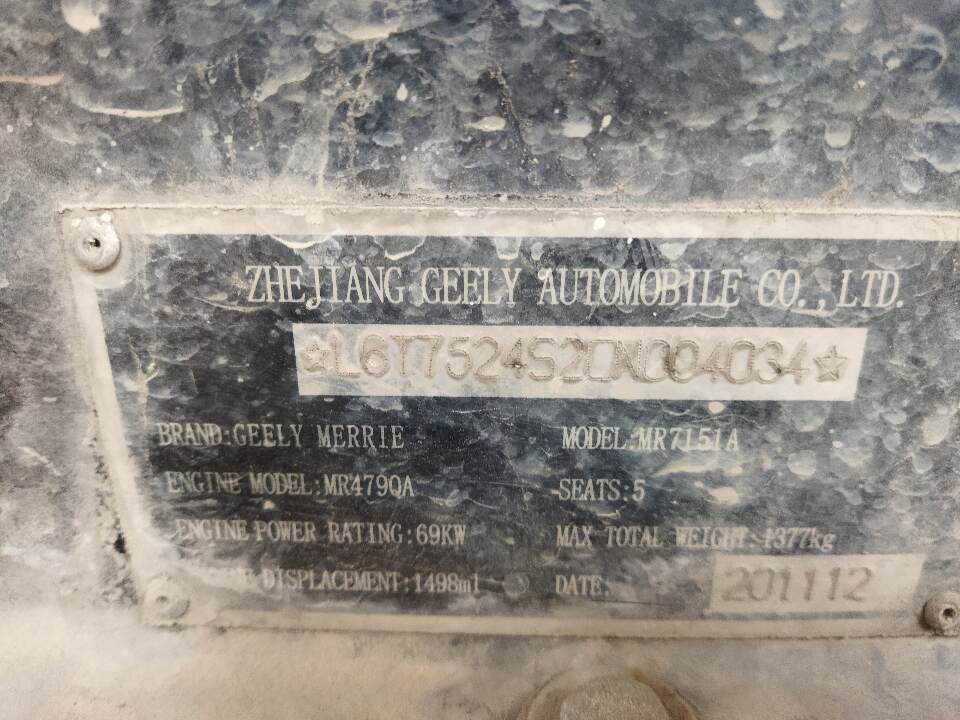 ZHEJIANG GEELY AUTOMOBILE CO., LTD.
☆L6T7524S2CN004034☆
BRAND:GEELY MERRIE MODEL:MR7151A
ENGINE MODEL:MR479QA SEATS:5
ENGINE POWER RATING:69KW MAX TOTAL WEIGHT:1377kg
DISPLACEMENT:1498ml DATE: 201112